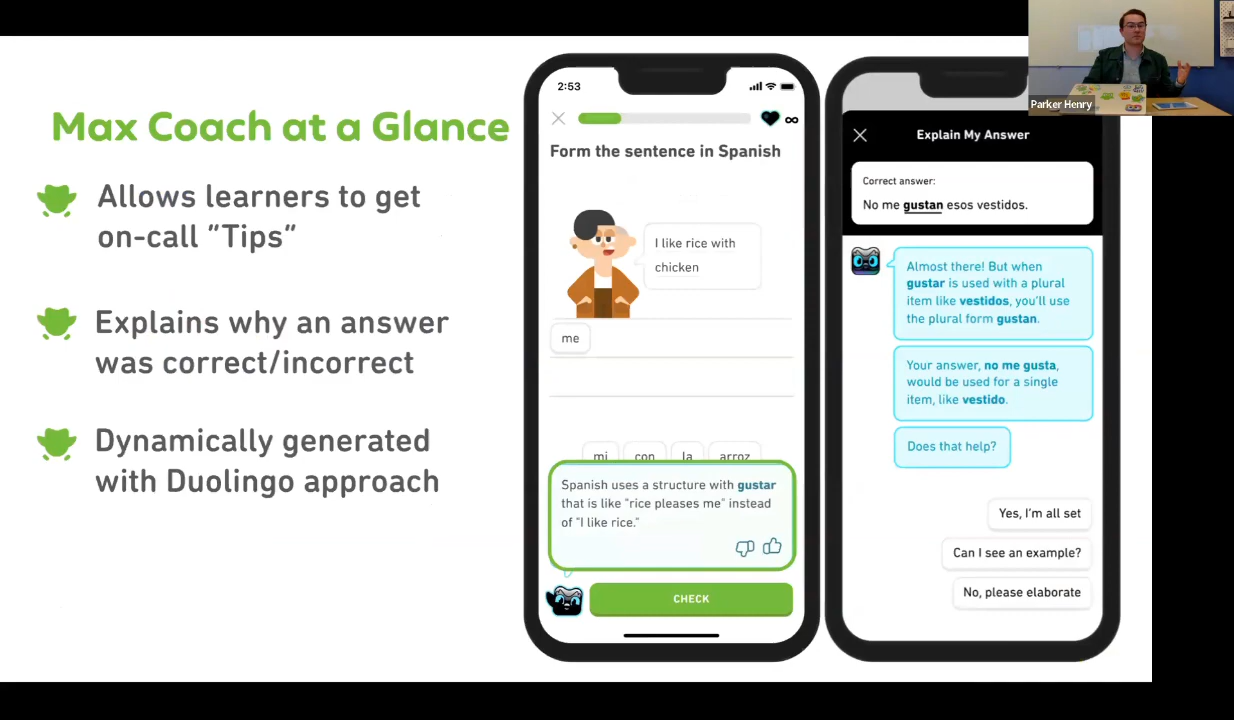 Max Coach at a Glance
Allows learners to get
on-call "Tips"
Explains why an answer
was correct/incorrect
Dynamically generated
with Duolingo approach
2:53
∞
Form the sentence in Spanish
I like rice with
chicken
me
mi con la arroz
Spanish uses a structure with gustar
that is like "rice pleases me" instead
of "I like rice."
CHECK
Explain My Answer
Correct answer:
No me gustan esos vestidos.
Almost there! But when
gustar is used with a plural
item like vestidos, you'll use
the plural form gustan.
Your answer, no me gusta,
would be used for a single
item, like vestido.
Does that help?
Yes, I'm all set
Can I see an example?
No, please elaborate
Parker Henry